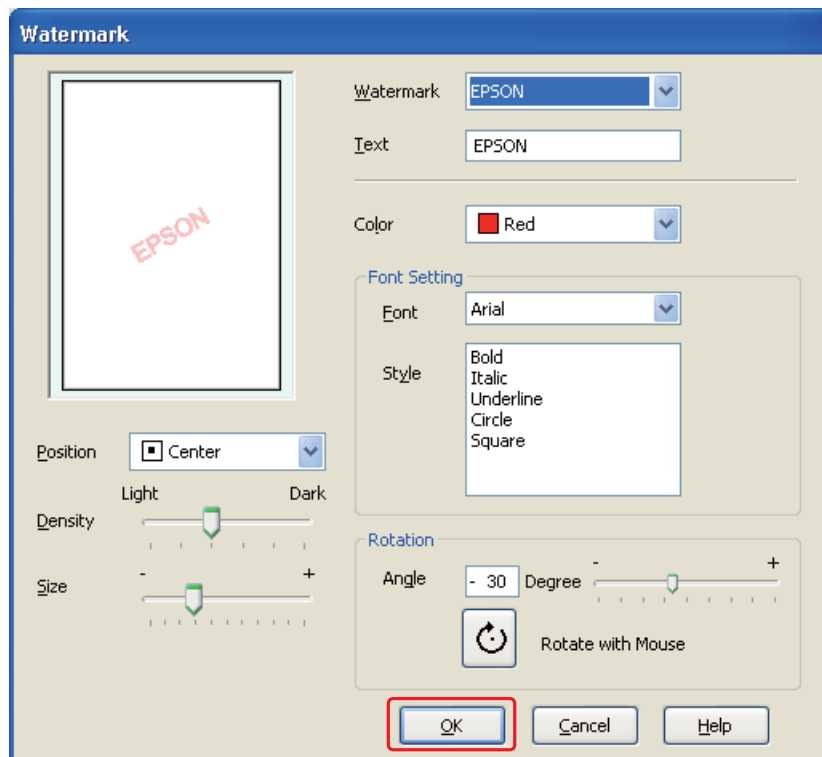 Watermark
EPSON
Watermark EPSON
Text EPSON
Color Red
Font Setting
Font Arial
Style
Bold
Italic
Underline
Circle
Square
Position Center
Light Dark
Density
Size - +
Rotation
Angle - 30 Degree - +
Rotate with Mouse
OK Cancel Help